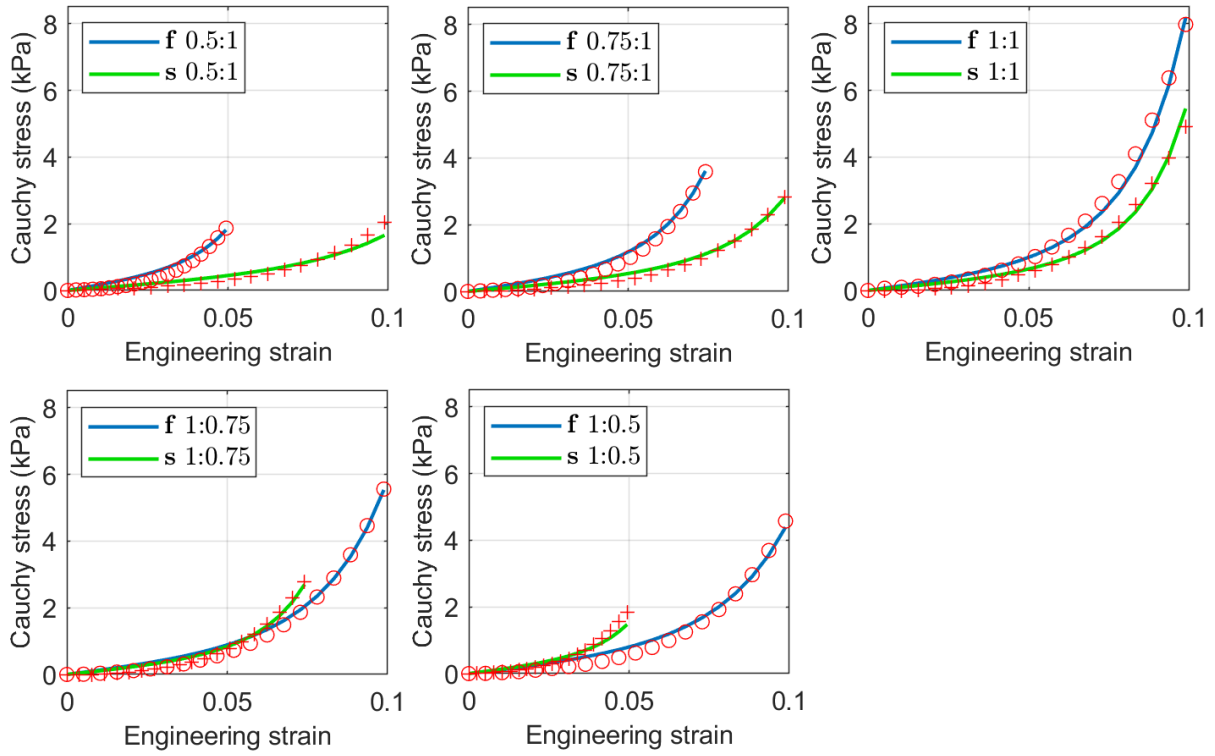 Cauchy stress (kPa)
8
6
4
2
0
f 0.5:1
s 0.5:1
0
0.05
0.1
Engineering strain
Cauchy stress (kPa)
8
6
4
2
0
f 0.75:1
s 0.75:1
0
0.05
0.1
Engineering strain
Cauchy stress (kPa)
8
6
4
2
0
f 1:1
s 1:1
0
0.05
0.1
Engineering strain
Cauchy stress (kPa)
8
6
4
2
0
f 1:0.75
s 1:0.75
0
0.05
0.1
Engineering strain
Cauchy stress (kPa)
8
6
4
2
0
f 1:0.5
s 1:0.5
0
0.05
0.1
Engineering strain